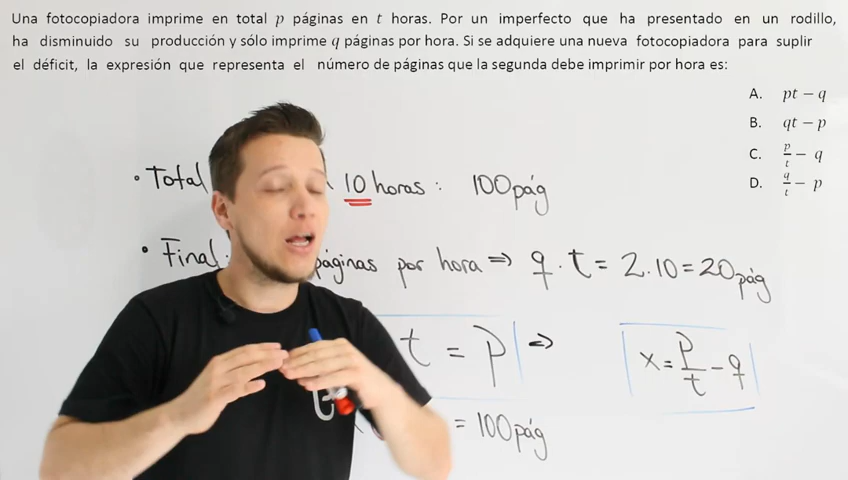 Una fotocopiadora imprime en total p páginas en t horas. Por un imperfecto que ha presentado en un rodillo,
ha disminuido su producción y sólo imprime q páginas por hora. Si se adquiere una nueva fotocopiadora para suplir
el déficit, la expresión que representa el número de páginas que la segunda debe imprimir por hora es:
A. pt − q
B. qt − p
C. p/t − q
D. q/t − p
• Total 10 horas : 100 pág
• Final páginas por hora ⇒ q · t = 2 . 10 = 20 pág
t = p ⇒ x = p/t − q
= 100 pág